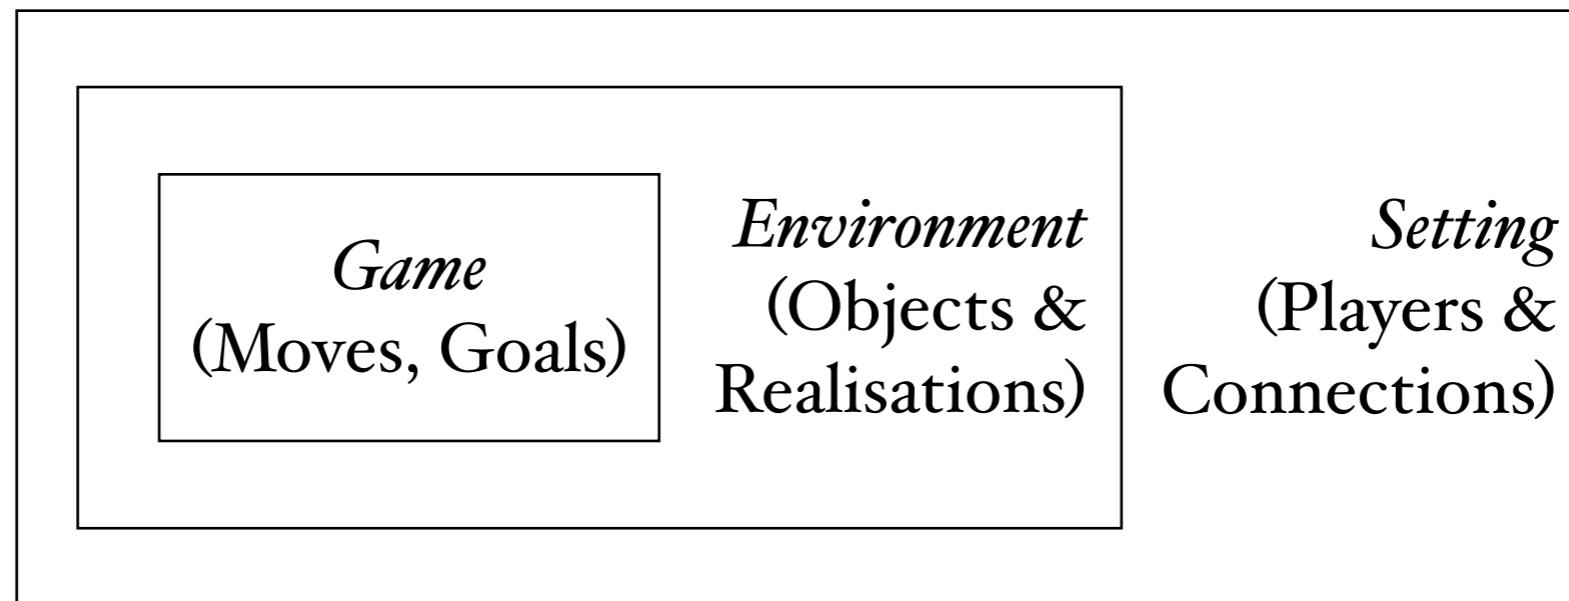 Game
(Moves, Goals)
Environment
(Objects &
Realisations)
Setting
(Players &
Connections)